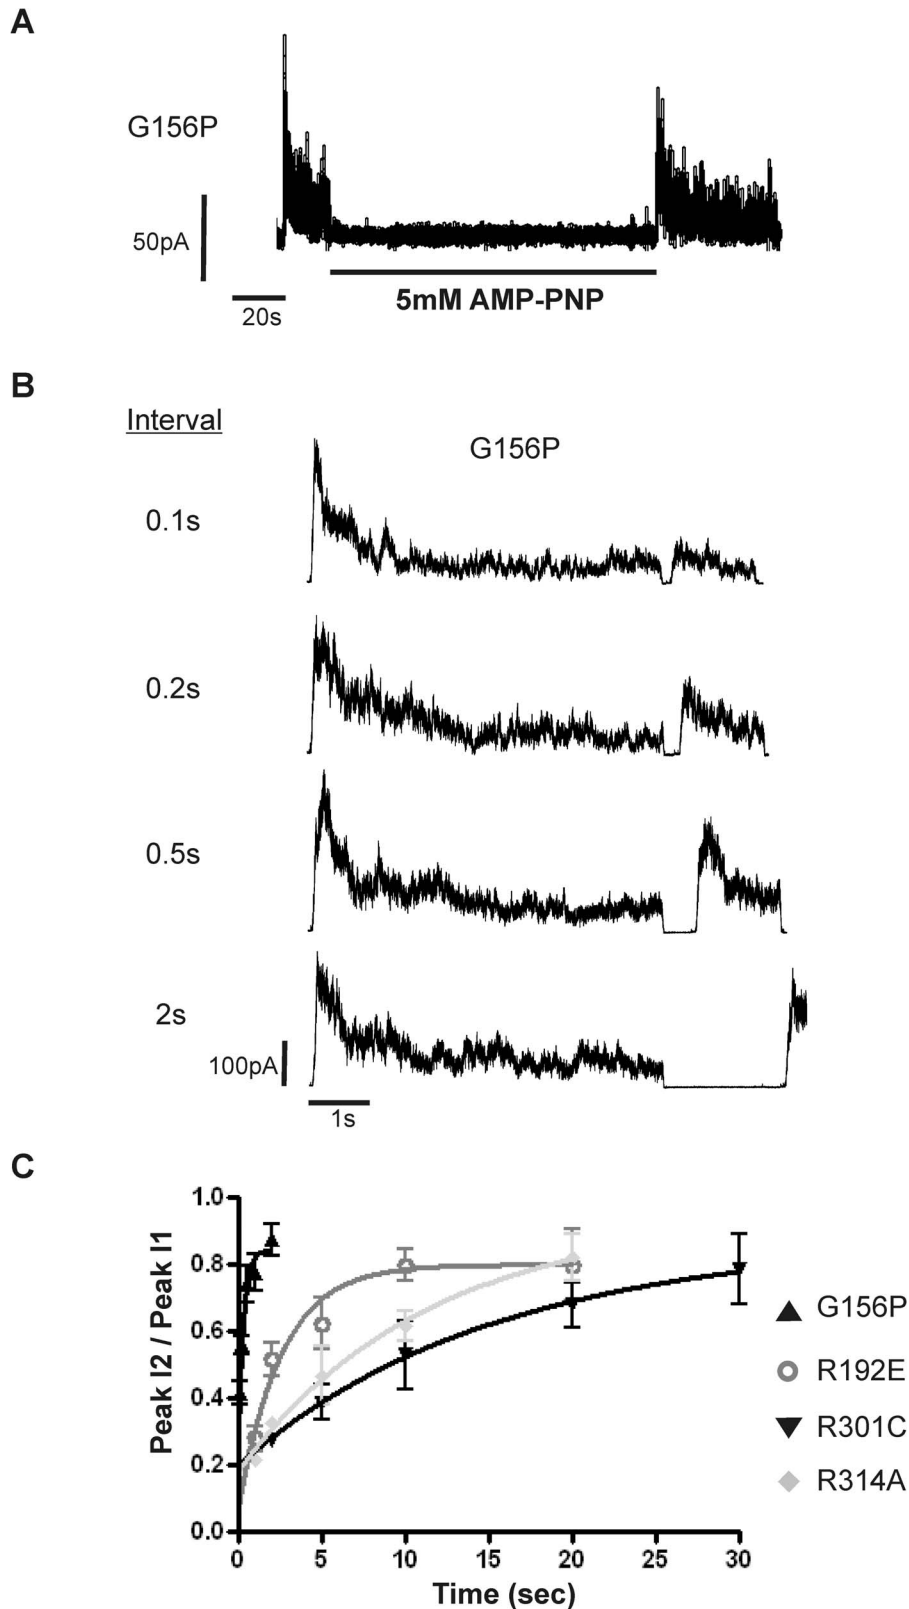 A
G156P
50pA
20s
5mM AMP-PNP
B
Interval
G156P
0.1s
0.2s
0.5s
2s
100pA
1s
C
Peak I2 / Peak I1
1.0
0.8
0.6
0.4
0.2
0.0
0 5 10 15 20 25 30
Time (sec)
G156P
R192E
R301C
R314A